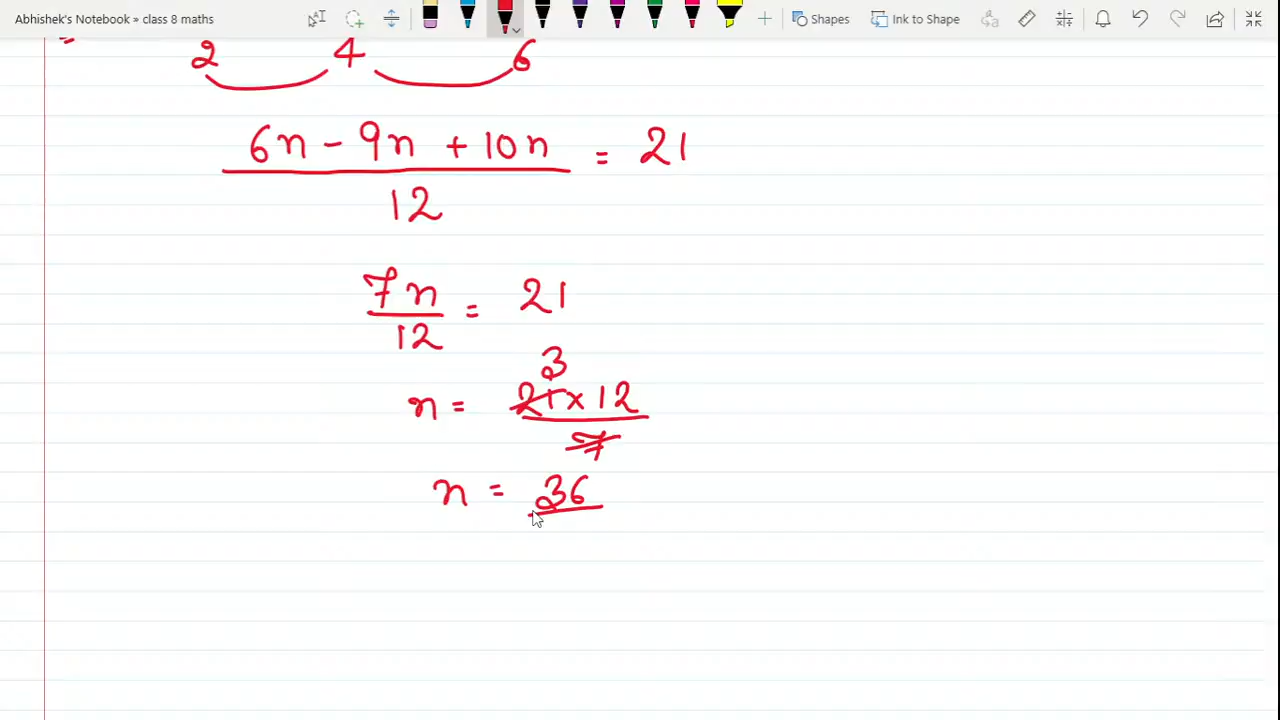 Abhishek's Notebook » class 8 maths
Shapes
Ink to Shape
2 4 6
6n - 9n + 10n = 21
12
7n = 21
12
3
n = 21 x 12
7
n = 36